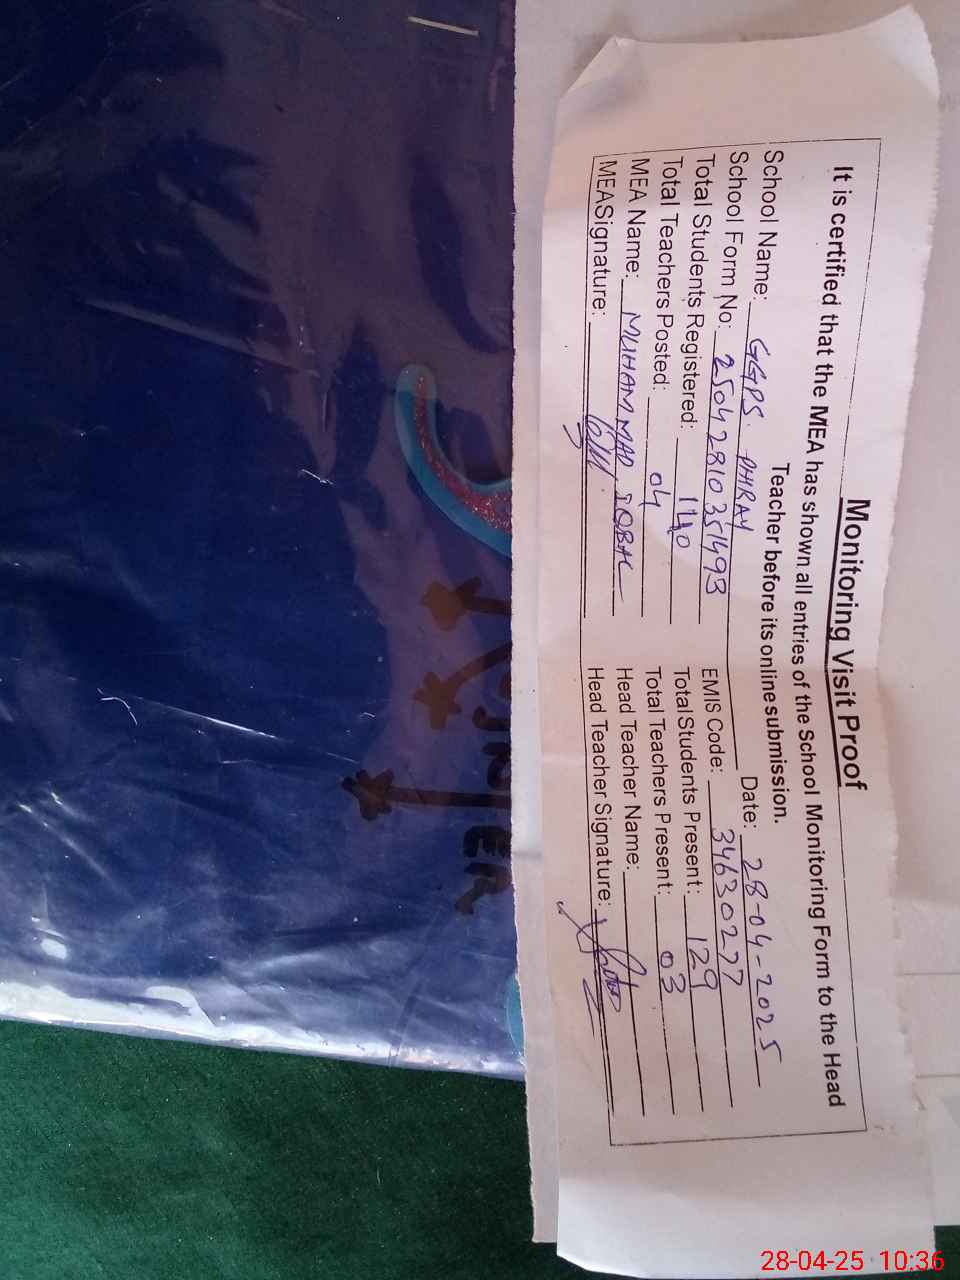 Monitoring Visit Proof
It is certified that the MEA has shown all entries of the School Monitoring Form to the Head
Teacher before its online submission.
School Name: GGPS. DHRAY Date: 28-04-2025
School Form No: 25042810351493 EMIS Code: 34630277
Total Students Registered: 140 Total Students Present: 129
Total Teachers Posted: 04 Total Teachers Present: 03
MEA Name: MUHAMMAD IQBAL Head Teacher Name:
MEASignature: Head Teacher Signature:
28-04-25 10:36